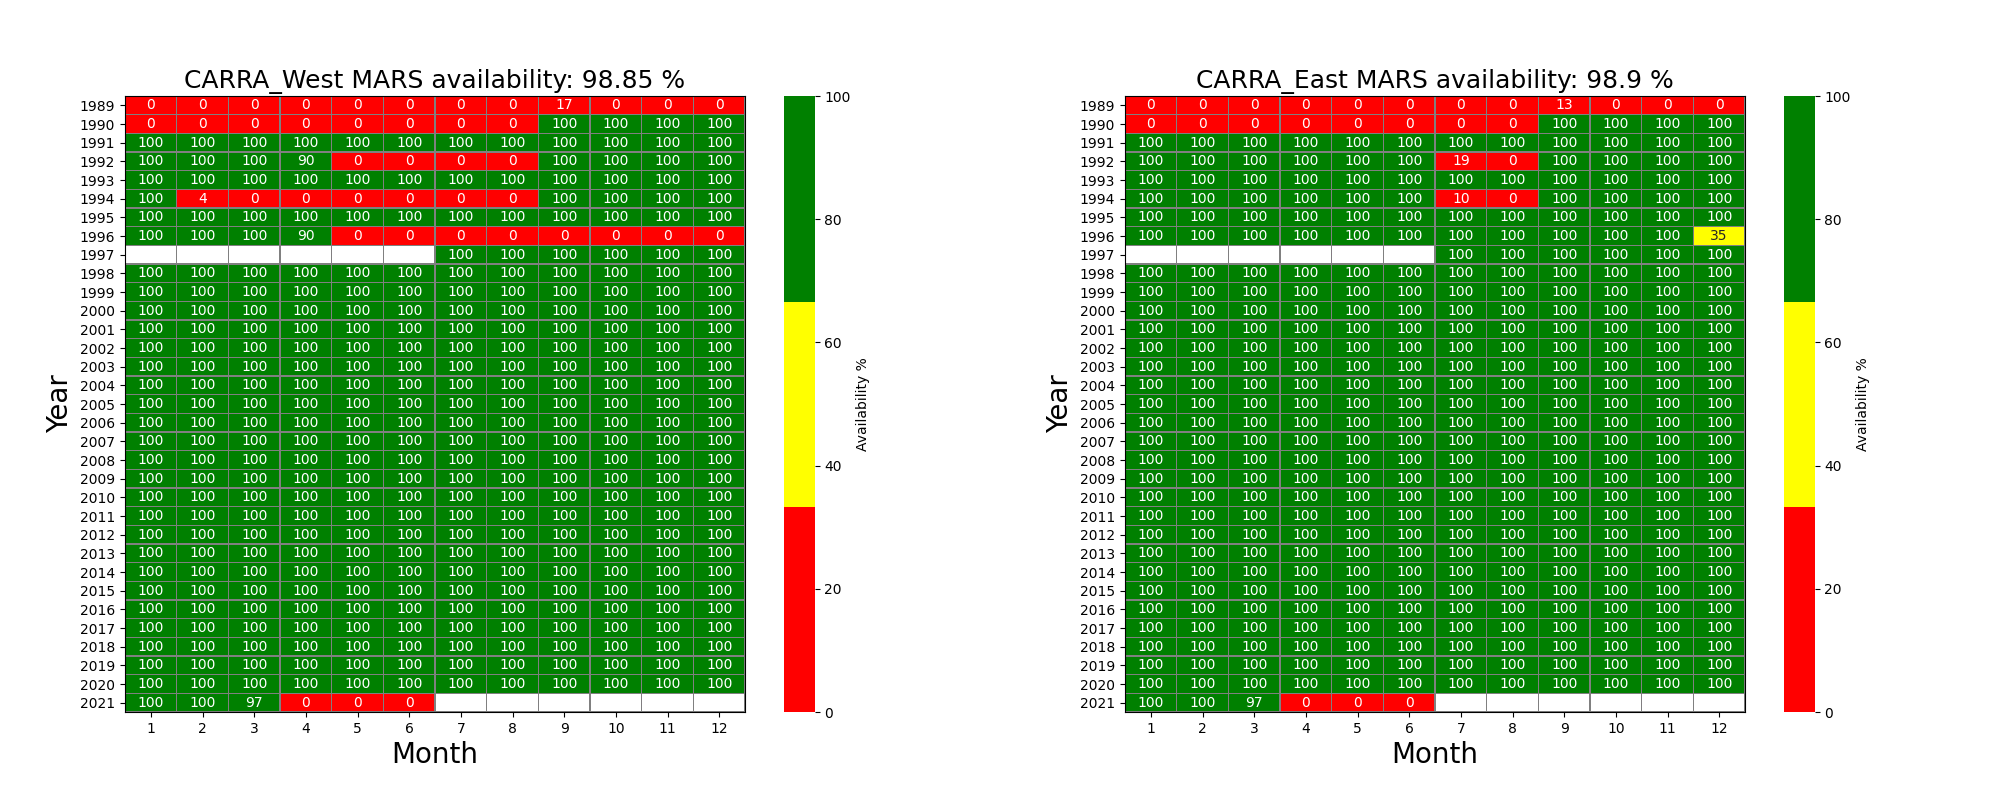 CARRA_West MARS availability: 98.85 %
1989 0 0 0 0 0 0 0 0 17 0 0 0
1990 0 0 0 0 0 0 0 0 100 100 100 100
1991 100 100 100 100 100 100 100 100 100 100 100 100
1992 100 100 100 90 0 0 0 0 100 100 100 100
1993 100 100 100 100 100 100 100 100 100 100 100 100
1994 100 4 0 0 0 0 0 0 100 100 100 100
1995 100 100 100 100 100 100 100 100 100 100 100 100
1996 100 100 100 90 0 0 0 0 0 0 0 0
1997 100 100 100 100 100 100
1998 100 100 100 100 100 100 100 100 100 100 100 100
1999 100 100 100 100 100 100 100 100 100 100 100 100
2000 100 100 100 100 100 100 100 100 100 100 100 100
2001 100 100 100 100 100 100 100 100 100 100 100 100
2002 100 100 100 100 100 100 100 100 100 100 100 100
2003 100 100 100 100 100 100 100 100 100 100 100 100
2004 100 100 100 100 100 100 100 100 100 100 100 100
2005 100 100 100 100 100 100 100 100 100 100 100 100
2006 100 100 100 100 100 100 100 100 100 100 100 100
2007 100 100 100 100 100 100 100 100 100 100 100 100
2008 100 100 100 100 100 100 100 100 100 100 100 100
2009 100 100 100 100 100 100 100 100 100 100 100 100
2010 100 100 100 100 100 100 100 100 100 100 100 100
2011 100 100 100 100 100 100 100 100 100 100 100 100
2012 100 100 100 100 100 100 100 100 100 100 100 100
2013 100 100 100 100 100 100 100 100 100 100 100 100
2014 100 100 100 100 100 100 100 100 100 100 100 100
2015 100 100 100 100 100 100 100 100 100 100 100 100
2016 100 100 100 100 100 100 100 100 100 100 100 100
2017 100 100 100 100 100 100 100 100 100 100 100 100
2018 100 100 100 100 100 100 100 100 100 100 100 100
2019 100 100 100 100 100 100 100 100 100 100 100 100
2020 100 100 100 100 100 100 100 100 100 100 100 100
2021 100 100 97 0 0 0
1 2 3 4 5 6 7 8 9 10 11 12
Month
Year
100
80
60
40
20
0
Availability %
CARRA_East MARS availability: 98.9 %
1989 0 0 0 0 0 0 0 0 13 0 0 0
1990 0 0 0 0 0 0 0 0 100 100 100 100
1991 100 100 100 100 100 100 100 100 100 100 100 100
1992 100 100 100 100 100 100 19 0 100 100 100 100
1993 100 100 100 100 100 100 100 100 100 100 100 100
1994 100 100 100 100 100 100 10 0 100 100 100 100
1995 100 100 100 100 100 100 100 100 100 100 100 100
1996 100 100 100 100 100 100 100 100 100 100 100 35
1997 100 100 100 100 100 100
1998 100 100 100 100 100 100 100 100 100 100 100 100
1999 100 100 100 100 100 100 100 100 100 100 100 100
2000 100 100 100 100 100 100 100 100 100 100 100 100
2001 100 100 100 100 100 100 100 100 100 100 100 100
2002 100 100 100 100 100 100 100 100 100 100 100 100
2003 100 100 100 100 100 100 100 100 100 100 100 100
2004 100 100 100 100 100 100 100 100 100 100 100 100
2005 100 100 100 100 100 100 100 100 100 100 100 100
2006 100 100 100 100 100 100 100 100 100 100 100 100
2007 100 100 100 100 100 100 100 100 100 100 100 100
2008 100 100 100 100 100 100 100 100 100 100 100 100
2009 100 100 100 100 100 100 100 100 100 100 100 100
2010 100 100 100 100 100 100 100 100 100 100 100 100
2011 100 100 100 100 100 100 100 100 100 100 100 100
2012 100 100 100 100 100 100 100 100 100 100 100 100
2013 100 100 100 100 100 100 100 100 100 100 100 100
2014 100 100 100 100 100 100 100 100 100 100 100 100
2015 100 100 100 100 100 100 100 100 100 100 100 100
2016 100 100 100 100 100 100 100 100 100 100 100 100
2017 100 100 100 100 100 100 100 100 100 100 100 100
2018 100 100 100 100 100 100 100 100 100 100 100 100
2019 100 100 100 100 100 100 100 100 100 100 100 100
2020 100 100 100 100 100 100 100 100 100 100 100 100
2021 100 100 97 0 0 0
1 2 3 4 5 6 7 8 9 10 11 12
Month
Year
100
80
60
40
20
0
Availability %